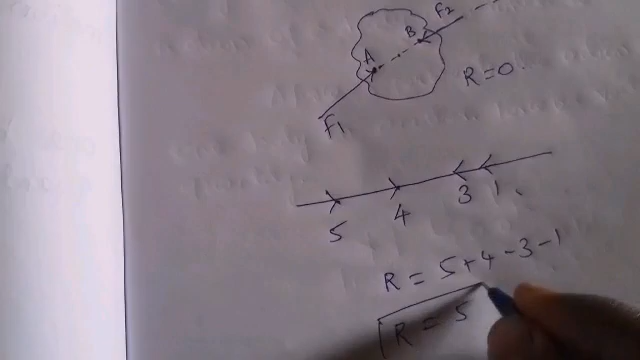 F2
B
A
R = 0.
F1
5 4 3 1.
R = 5+4-3-1
R = 5